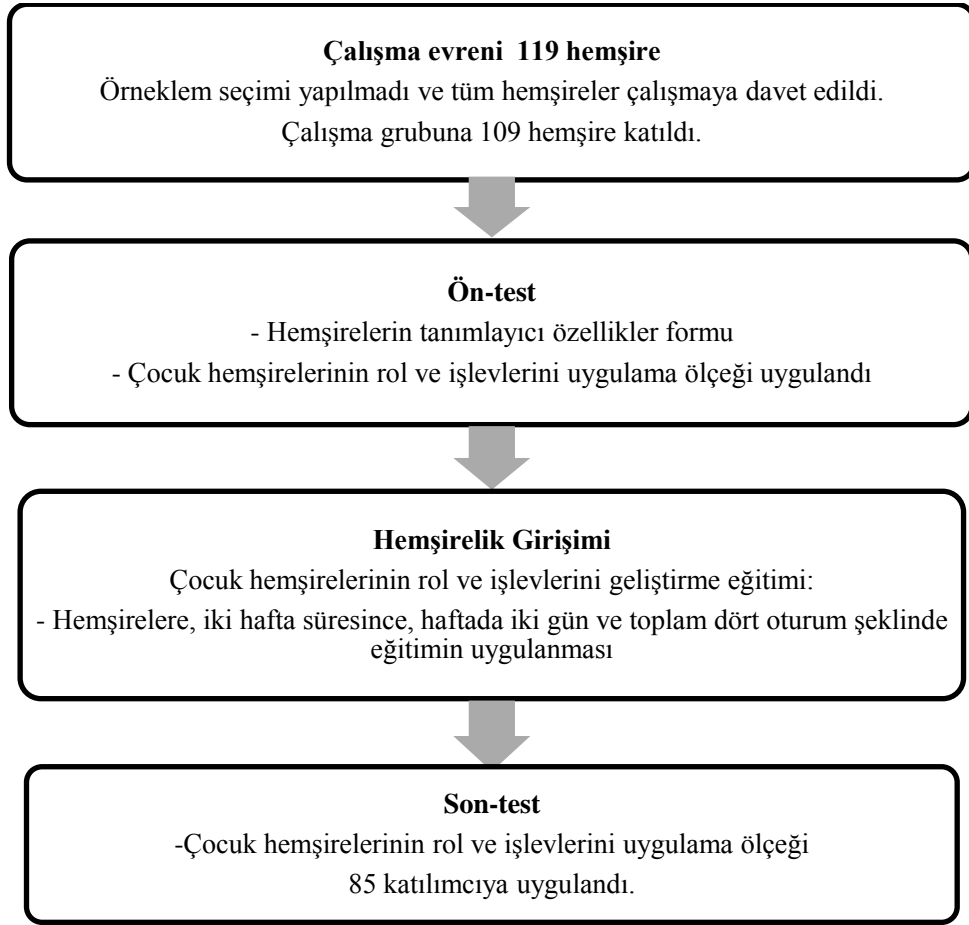 Çalışma evreni 119 hemşire
Örneklem seçimi yapılmadı ve tüm hemşireler çalışmaya davet edildi.
Çalışma grubuna 109 hemşire katıldı.
Ön-test
- Hemşirelerin tanımlayıcı özellikler formu
- Çocuk hemşirelerinin rol ve işlevlerini uygulama ölçeği uygulandı
Hemşirelik Girişimi
Çocuk hemşirelerinin rol ve işlevlerini geliştirme eğitimi:
- Hemşirelere, iki hafta süresince, haftada iki gün ve toplam dört oturum şeklinde
eğitimin uygulanması
Son-test
-Çocuk hemşirelerinin rol ve işlevlerini uygulama ölçeği
85 katılımcıya uygulandı.